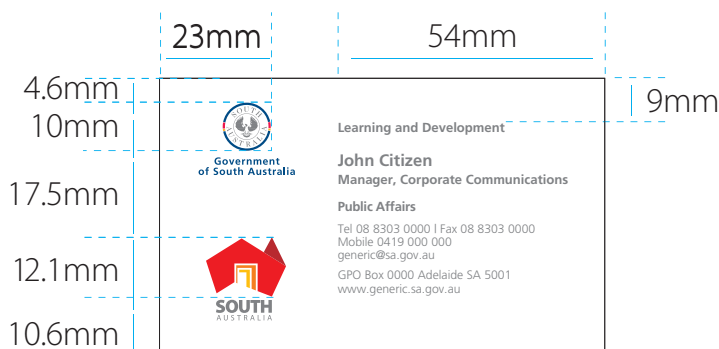 23mm
54mm
4.6mm
10mm
17.5mm
12.1mm
10.6mm
9mm
SOUTH
AUSTRALIA
Government
of South Australia
SOUTH
AUSTRALIA
Learning and Development
John Citizen
Manager, Corporate Communications
Public Affairs
Tel 08 8303 0000 l Fax 08 8303 0000
Mobile 0419 000 000
generic@sa.gov.au
GPO Box 0000 Adelaide SA 5001
www.generic.sa.gov.au